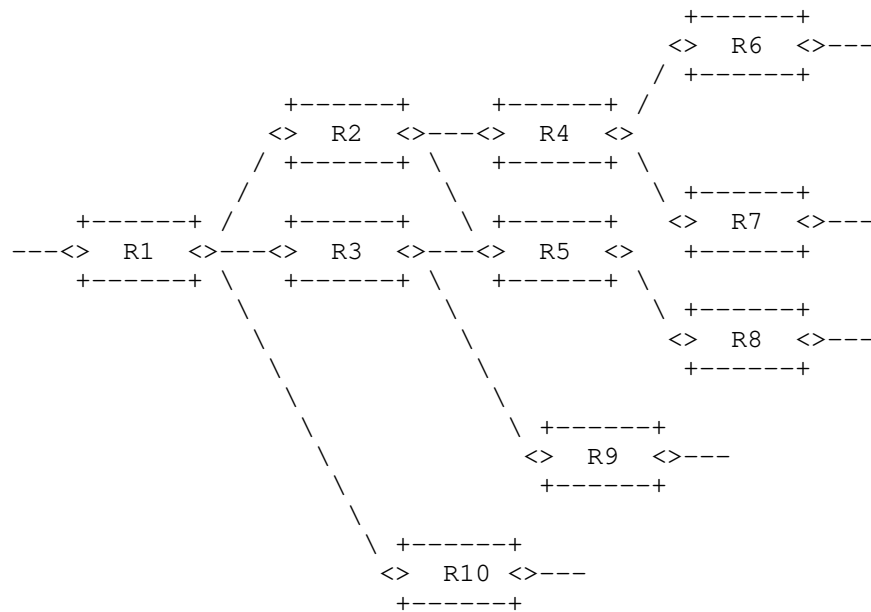 +------+
                                              <>  R6  <>---
                   +------+    +------+     /  +------+
                  <>  R2  <>---<>  R4  <>
                /  +------+  \  +------+  \
     +------+  /              \            \   +------+
 ---<>  R1  <>---<>  R3  <>---<>  R5  <>      <>  R7  <>---
     +------+  \   +------+  \  +------+  \    +------+
                \             \            \   +------+
                 \             \              <>  R8  <>---
                  \             \              +------+
                   \             \   +------+
                    \               <>  R9  <>---
                     \               +------+
                      \    +------+
                          <>  R10 <>---
                           +------+